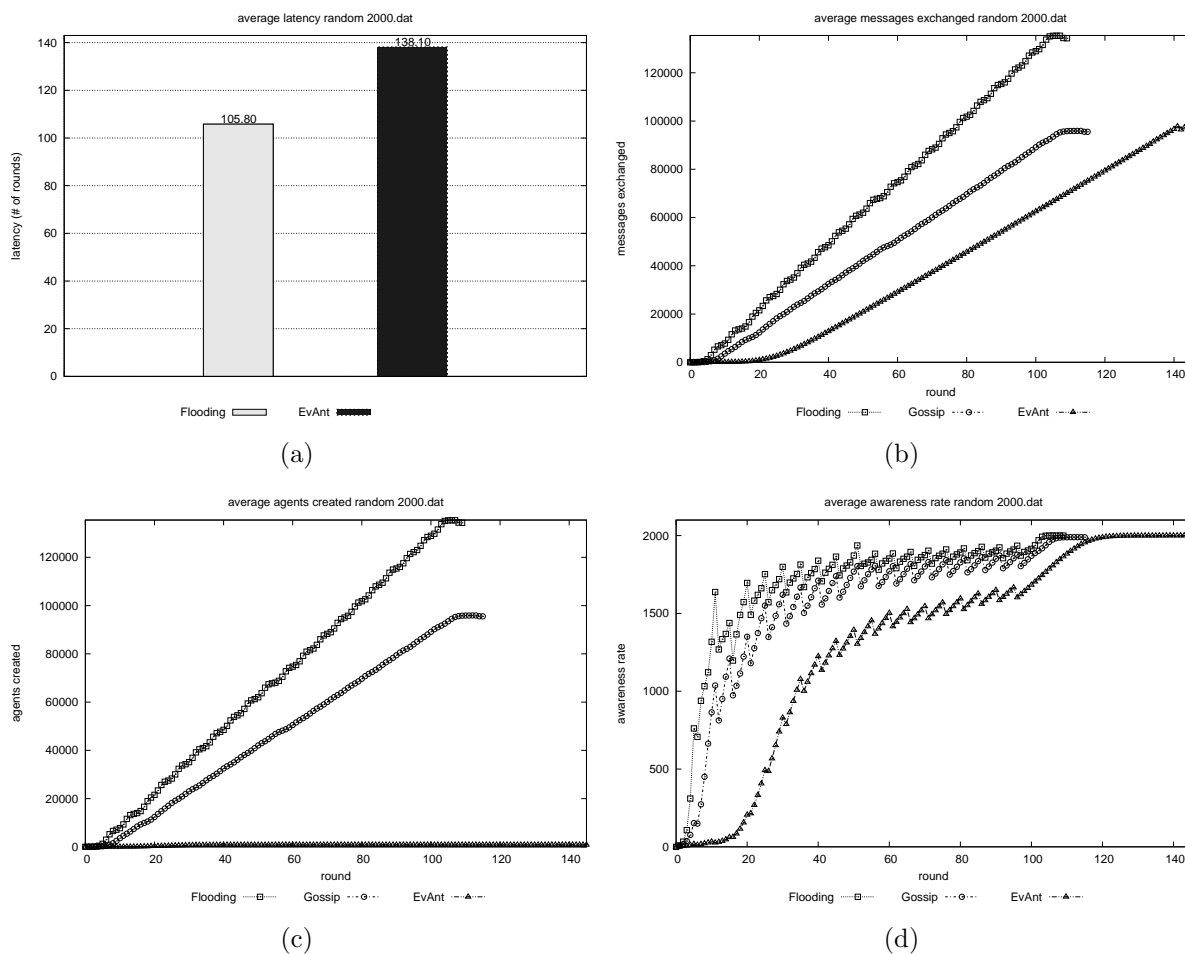 average latency random 2000.dat
latency (# of rounds)
140
120
100
80
60
40
20
0
105.80
138.10
Flooding EvAnt
(a)
average messages exchanged random 2000.dat
messages exchanged
120000
100000
80000
60000
40000
20000
0
0 20 40 60 80 100 120 140
round
Flooding Gossip EvAnt
(b)
average agents created random 2000.dat
agents created
120000
100000
80000
60000
40000
20000
0
0 20 40 60 80 100 120 140
round
Flooding Gossip EvAnt
(c)
average awareness rate random 2000.dat
awareness rate
2000
1500
1000
500
0
0 20 40 60 80 100 120 140
round
Flooding Gossip EvAnt
(d)